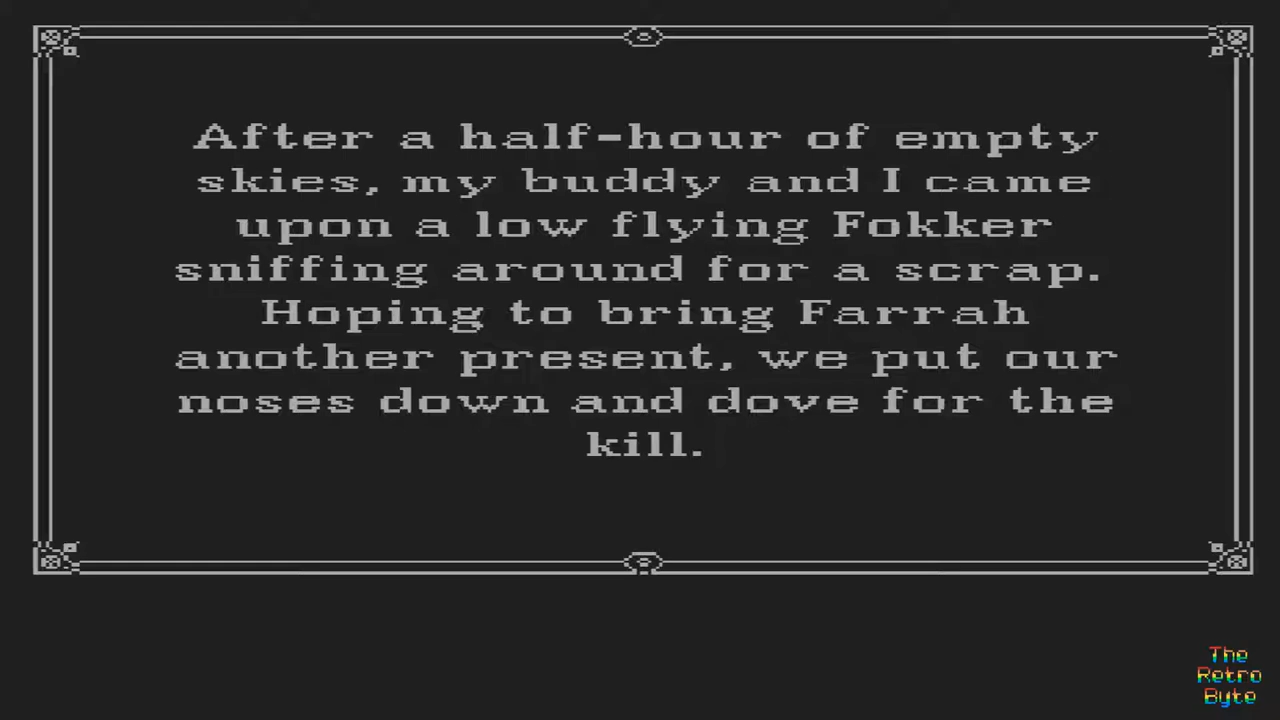 After a half-hour of empty
skies, my buddy and I came
upon a low flying Fokker
sniffing around for a scrap.
Hoping to bring Farrah
another present, we put our
noses down and dove for the
kill.
The
Retro
Byte